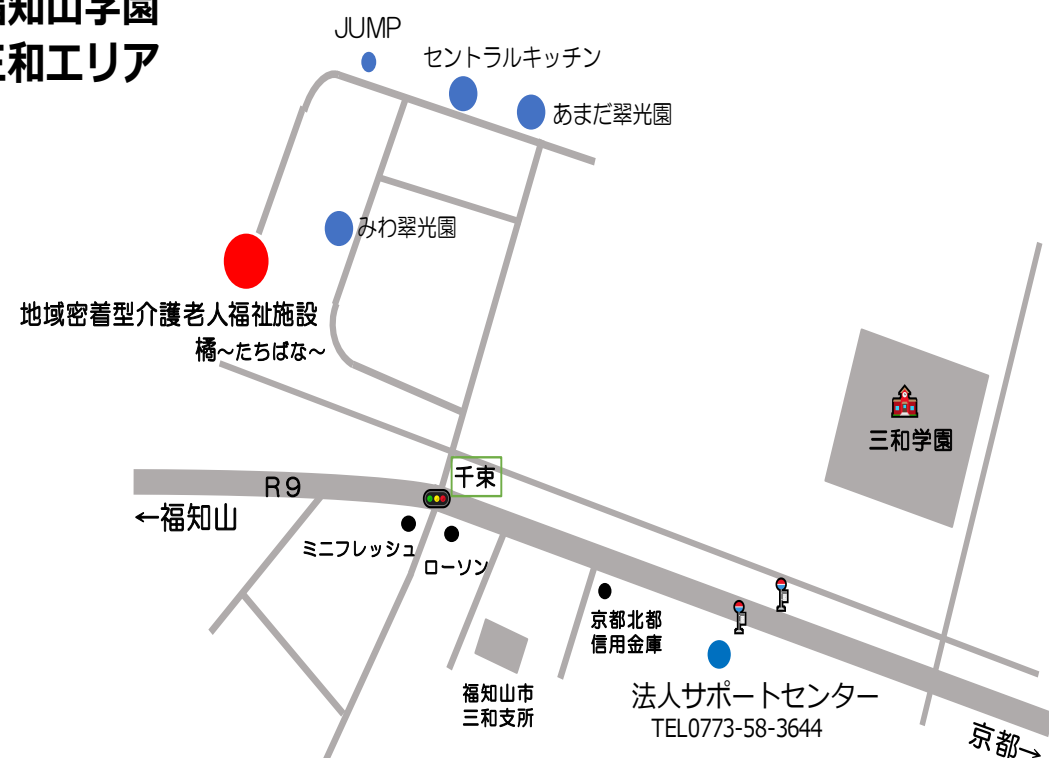 福知山学園
三和エリア
JUMP
セントラルキッチン
あまだ翠光園
みわ翠光園
地域密着型介護老人福祉施設
橘～たちばな～
三和学園
千束
R9
←福知山
ミニフレッシュ
ローソン
京都北都
信用金庫
福知山市
三和支所
法人サポートセンター
TEL0773-58-3644
京都→